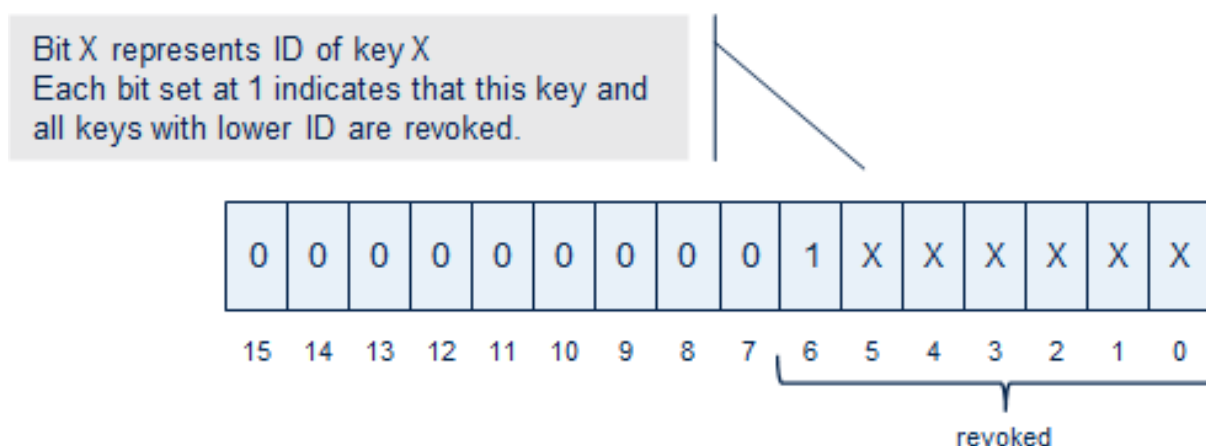 Bit X represents ID of key X
Each bit set at 1 indicates that this key and
all keys with lower ID are revoked.
0 0 0 0 0 0 0 0 0 1 X X X X X X
15 14 13 12 11 10 9 8 7 6 5 4 3 2 1 0
revoked